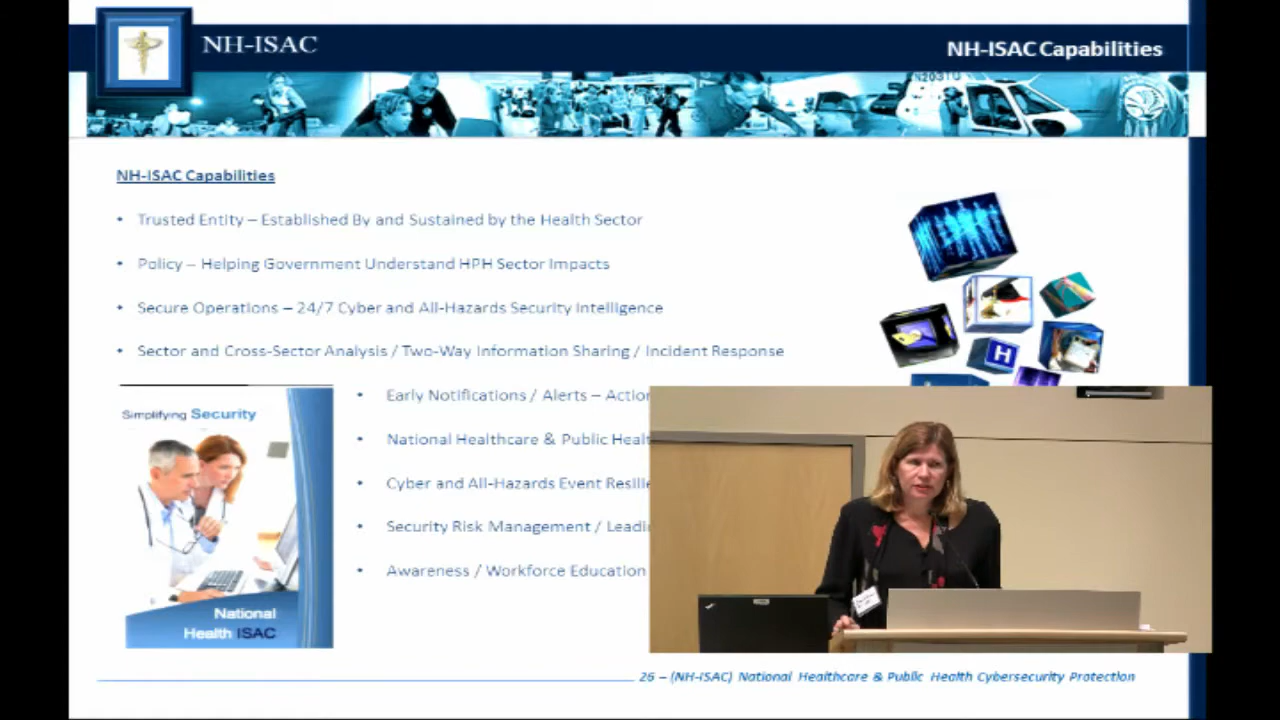 NH-ISAC
NH-ISAC Capabilities
NH-ISAC Capabilities
• Trusted Entity – Established By and Sustained by the Health Sector
• Policy – Helping Government Understand HPH Sector Impacts
• Secure Operations – 24/7 Cyber and All-Hazards Security Intelligence
• Sector and Cross-Sector Analysis / Two-Way Information Sharing / Incident Response
H
• Early Notifications / Alerts –
• National Healthcare & Public
• Cyber and All-Hazards Event
• Security Risk Management /
• Awareness / Workforce Education
Simplifying Security
National
Health ISAC
26 – (NH-ISAC) National Healthcare & Public Health Cybersecurity Protection